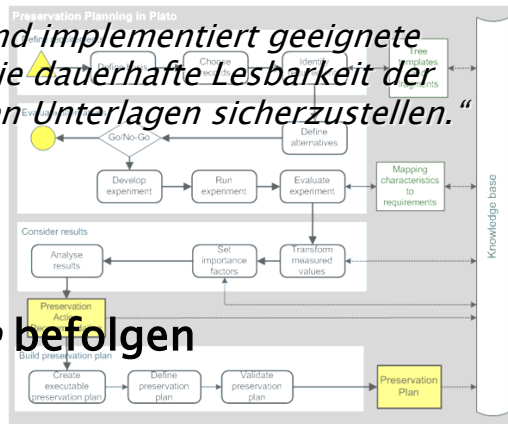 Preservation Planning in Plato
nd implementiert geeignete
ie dauerhafte Lesbarkeit der
n Unterlagen sicherzustellen.“
Choose
records
Identify
Tree
templates
fragments
Go/No-Go
Define
alternatives
Develop
experiment
Run
experiment
Evaluate
experiment
Mapping
characteristics
to
requirements
Knowledge base
Consider results
Analyse
results
Set
importance
factors
Transform
measured
values
Preservation
Action
befolgen
Build preservation plan
Create
executable
preservation plan
Define
preservation
plan
Validate
preservation
plan
Preservation
Plan